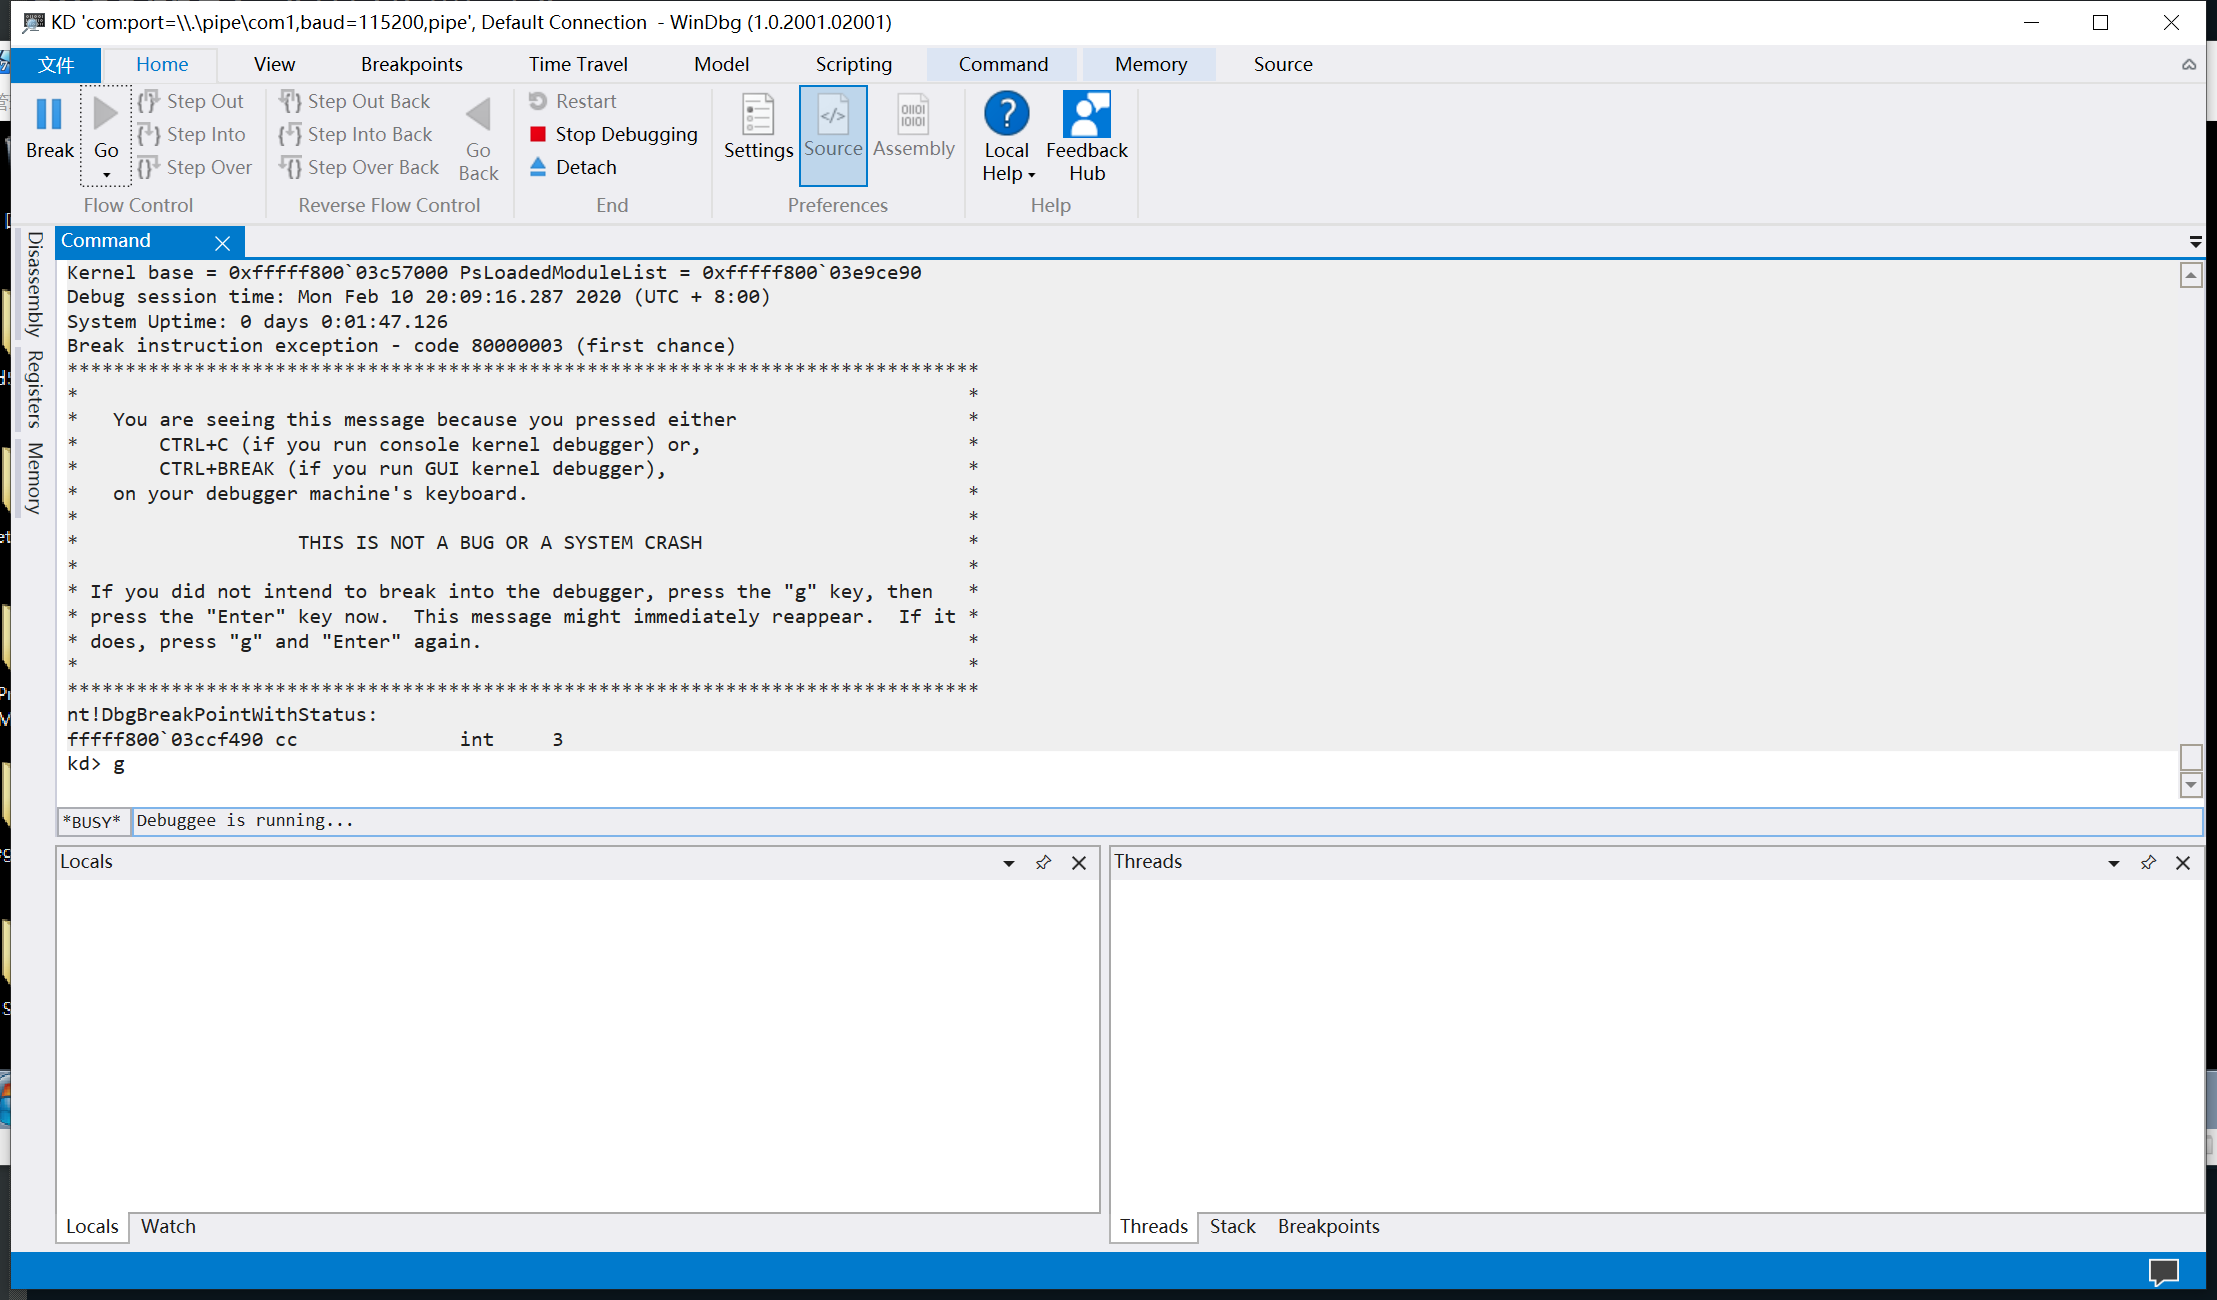 KD 'com:port=\\.\pipe\com1,baud=115200,pipe', Default Connection - WinDbg (1.0.2001.02001)
文件 Home View Breakpoints Time Travel Model Scripting Command Memory Source
Break
Go
Step Out
Step Into
Step Over
Flow Control
Step Out Back
Step Into Back
Step Over Back
Go Back
Reverse Flow Control
Restart
Stop Debugging
Detach
End
Settings
Source
Assembly
Preferences
Local Help
Feedback Hub
Help
Disassembly
Registers
Memory
Command
Kernel base = 0xfffff800`03c57000 PsLoadedModuleList = 0xfffff800`03e9ce90
Debug session time: Mon Feb 10 20:09:16.287 2020 (UTC + 8:00)
System Uptime: 0 days 0:01:47.126
Break instruction exception - code 80000003 (first chance)
*******************************************************************************
*                                                                             *
*   You are seeing this message because you pressed either                    *
*       CTRL+C (if you run console kernel debugger) or,                       *
*       CTRL+BREAK (if you run GUI kernel debugger),                          *
*   on your debugger machine's keyboard.                                      *
*                                                                             *
*                   THIS IS NOT A BUG OR A SYSTEM CRASH                       *
*                                                                             *
* If you did not intend to break into the debugger, press the "g" key, then   *
* press the "Enter" key now.  This message might immediately reappear.  If it *
* does, press "g" and "Enter" again.                                          *
*                                                                             *
*******************************************************************************
nt!DbgBreakPointWithStatus:
fffff800`03ccf490 cc              int     3
kd> g
*BUSY* Debuggee is running...
Locals
Threads
Locals Watch
Threads Stack Breakpoints